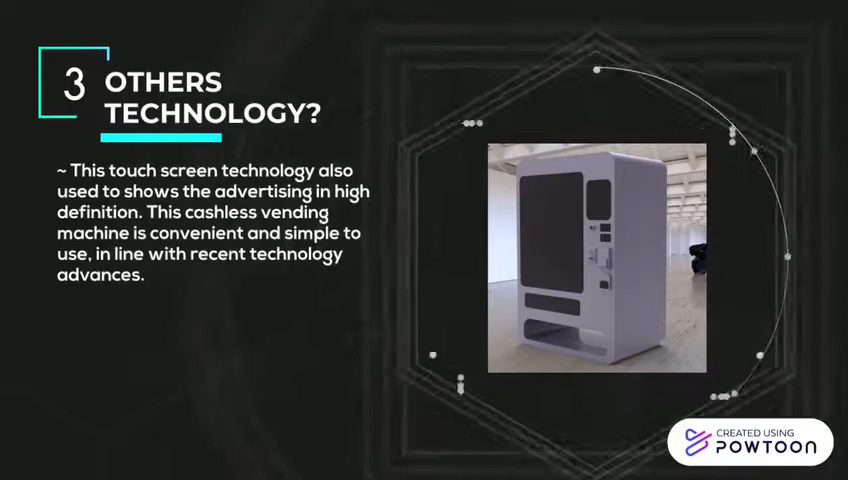 3
OTHERS
TECHNOLOGY?
~ This touch screen technology also
used to shows the advertising in high
definition. This cashless vending
machine is convenient and simple to
use, in line with recent technology
advances.
CREATED USING
POWTOON